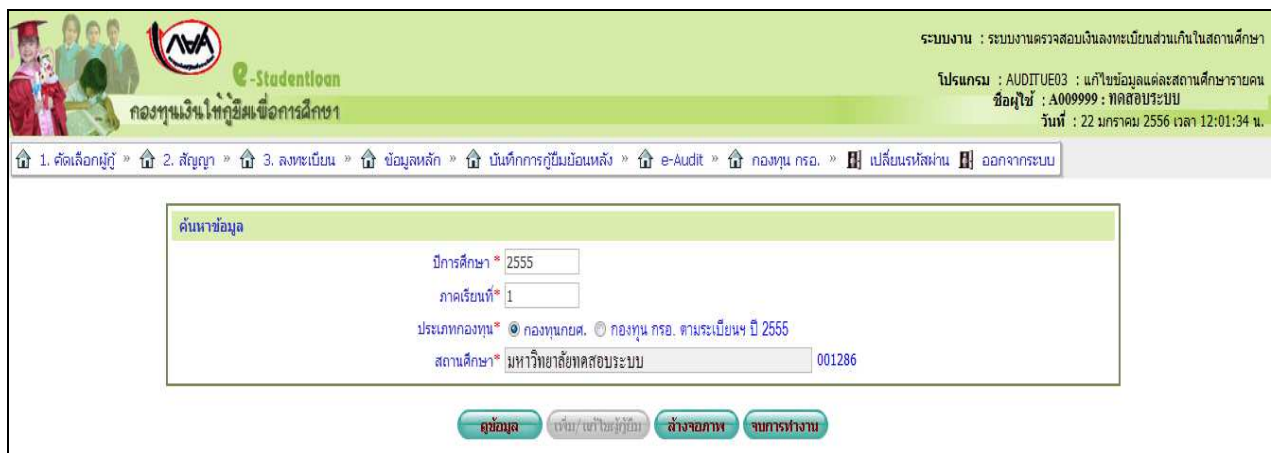 ระบบงาน : ระบบงานตรวจสอบเงินลงทะเบียนส่วนเกินในสถานศึกษา
กยศ
e-Studentloan
กองทุนเงินให้กู้ยืมเพื่อการศึกษา
โปรแกรม : AUDITUE03 : แก้ไขข้อมูลแต่ละสถานศึกษารายคน
ชื่อผู้ใช้ : A009999 : ทดสอบระบบ
วันที่ : 22 มกราคม 2556 เวลา 12:01:34 น.
1. คัดเลือกผู้กู้ » 2. สัญญา » 3. ลงทะเบียน » ข้อมูลหลัก » บันทึกการกู้ยืมย้อนหลัง » e-Audit » กองทุน กรอ. » เปลี่ยนรหัสผ่าน ออกจากระบบ
ค้นหาข้อมูล
ปีการศึกษา * 2555
ภาคเรียนที่* 1
ประเภทกองทุน* กองทุนกยศ. กองทุน กรอ. ตามระเบียบฯ ปี 2555
สถานศึกษา* มหาวิทยาลัยทดสอบระบบ 001286
ดูข้อมูล เพิ่ม/แก้ไขผู้กู้ยืม ล้างจอภาพ จบการทำงาน